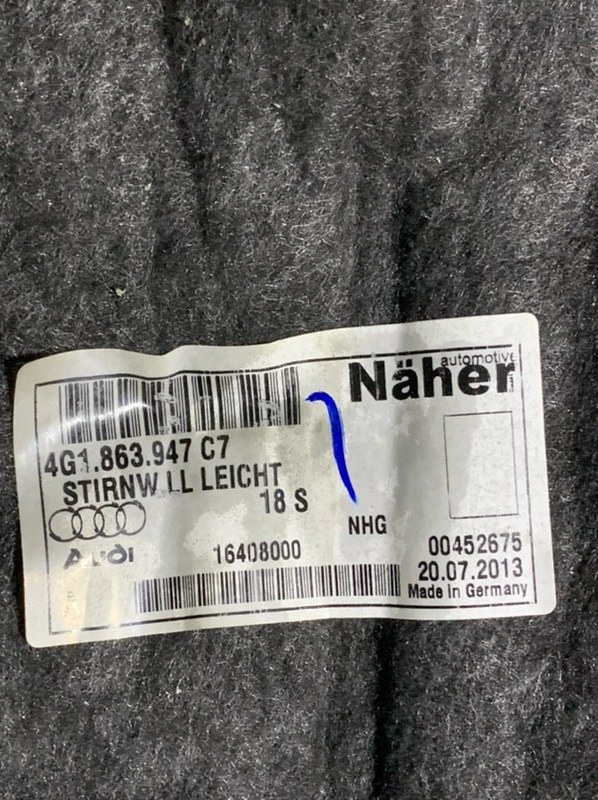 automotive
Näher
4G1.863.947 C7
STIRNW LL LEICHT
18 S
NHG
Audi
16408000
00452675
20.07.2013
Made in Germany